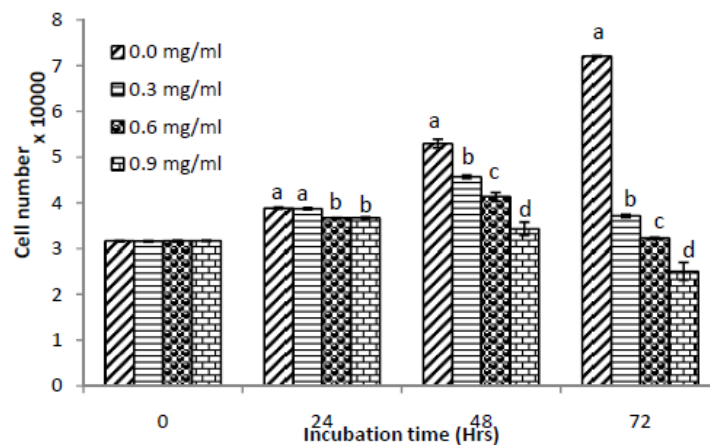 8
7
6
5
4
3
2
1
0
Cell number x 10000
0.0 mg/ml
0.3 mg/ml
0.6 mg/ml
0.9 mg/ml
a a b b
a b c d
a b c d
0 24 48 72
Incubation time (Hrs)